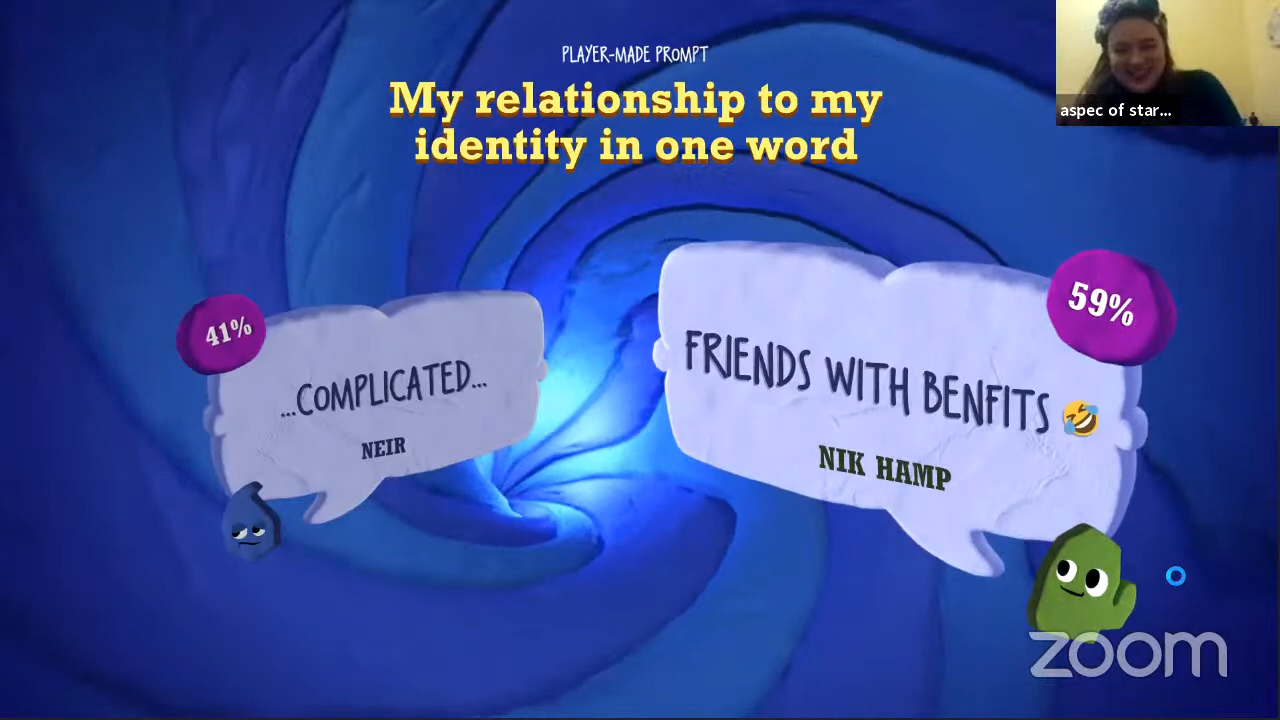 PLAYER-MADE PROMPT
My relationship to my
identity in one word
aspec of star...
41%
...COMPLICATED...
NEIR
59%
FRIENDS WITH BENFITS 🤣
NIK HAMP
zoom